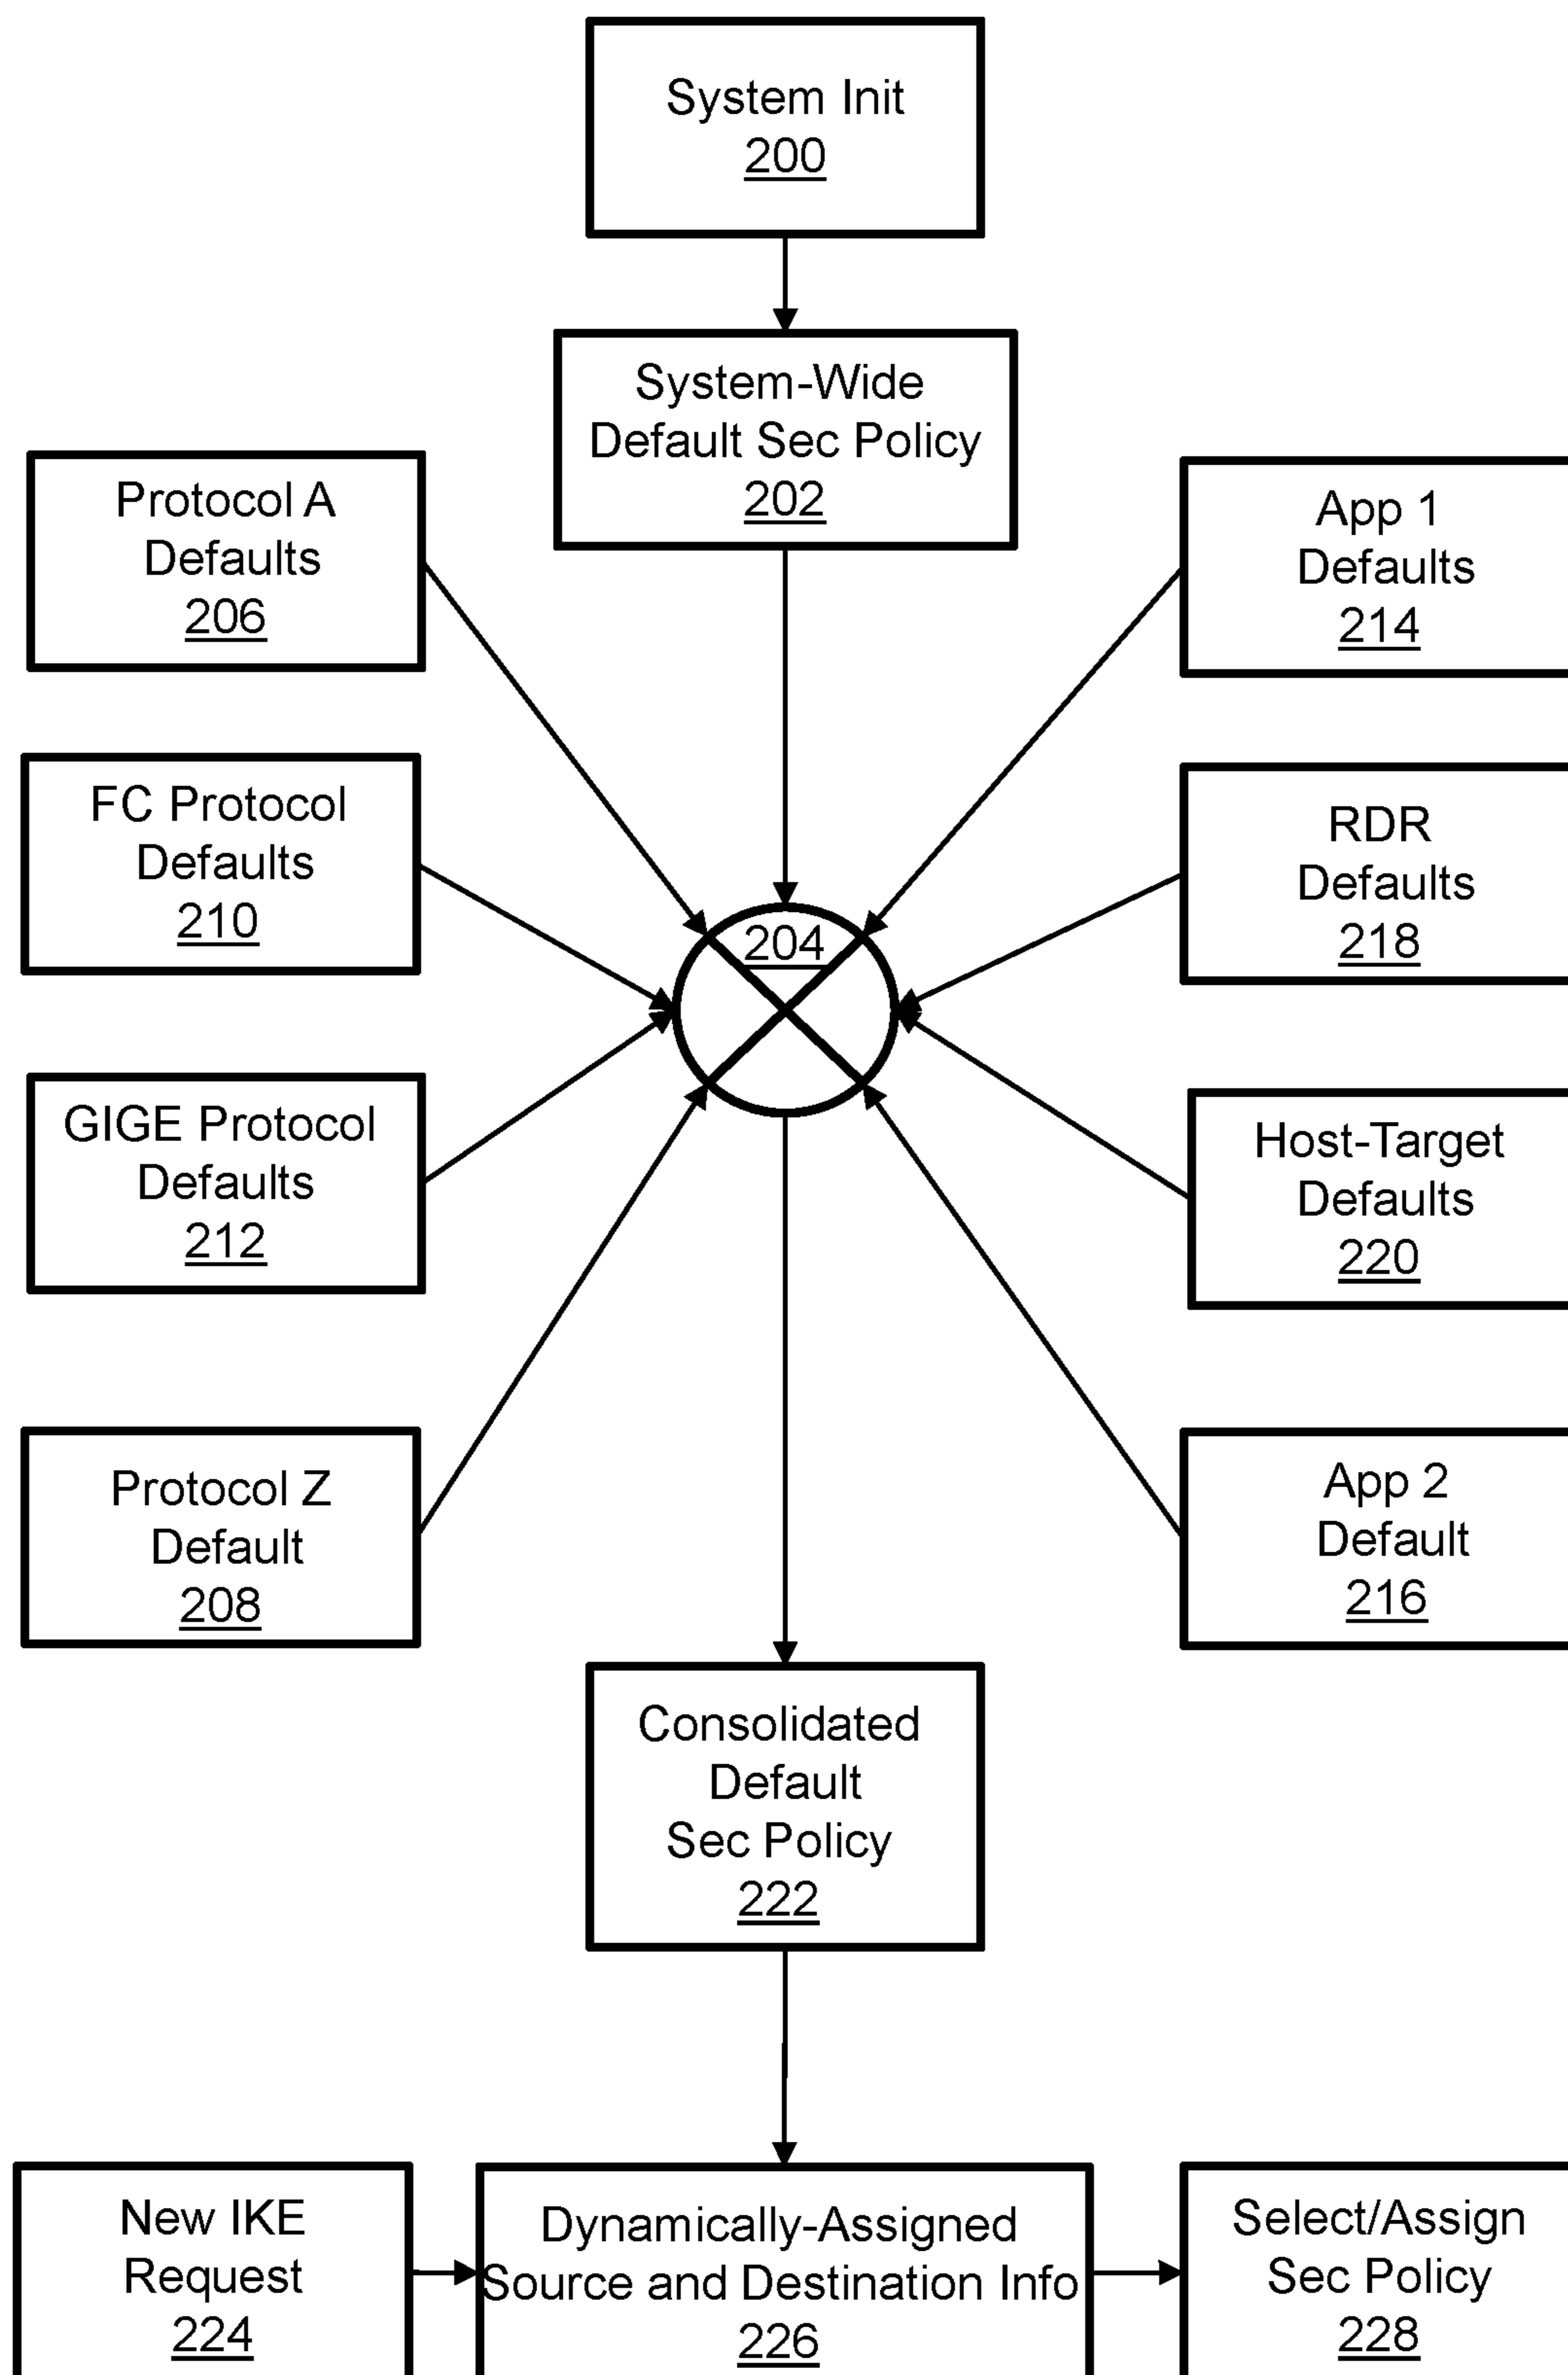 System Init
200
System-Wide
Default Sec Policy
202
Protocol A
Defaults
206
App 1
Defaults
214
FC Protocol
Defaults
210
RDR
Defaults
218
204
GIGE Protocol
Defaults
212
Host-Target
Defaults
220
Protocol Z
Default
208
App 2
Default
216
Consolidated
Default
Sec Policy
222
New IKE
Request
224
Dynamically-Assigned
Source and Destination Info
226
Select/Assign
Sec Policy
228